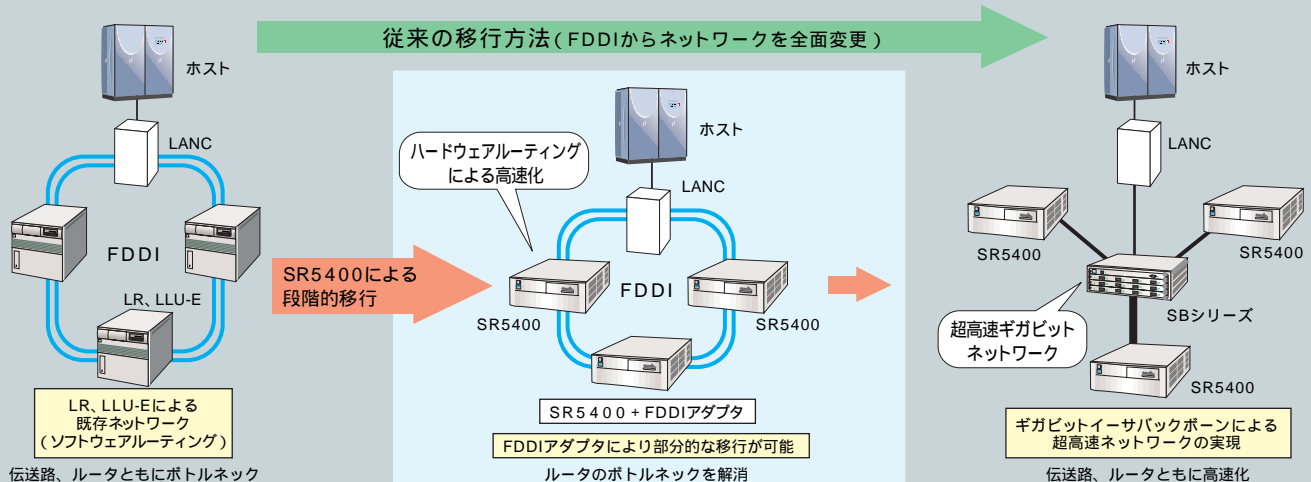 従来の移行方法(FDDIからネットワークを全面変更)
ホスト
LANC
FDDI
LR、LLU-E
LR、LLU-Eによる
既存ネットワーク
(ソフトウェアルーティング)
伝送路、ルータともにボトルネック
SR5400による
段階的移行
ハードウェアルーティング
による高速化
ホスト
LANC
FDDI
SR5400
SR5400
SR5400+FDDIアダプタ
FDDIアダプタにより部分的な移行が可能
ルータのボトルネックを解消
ホスト
LANC
SR5400
SR5400
SBシリーズ
超高速ギガビット
ネットワーク
SR5400
ギガビットイーサバックボーンによる
超高速ネットワークの実現
伝送路、ルータともに高速化